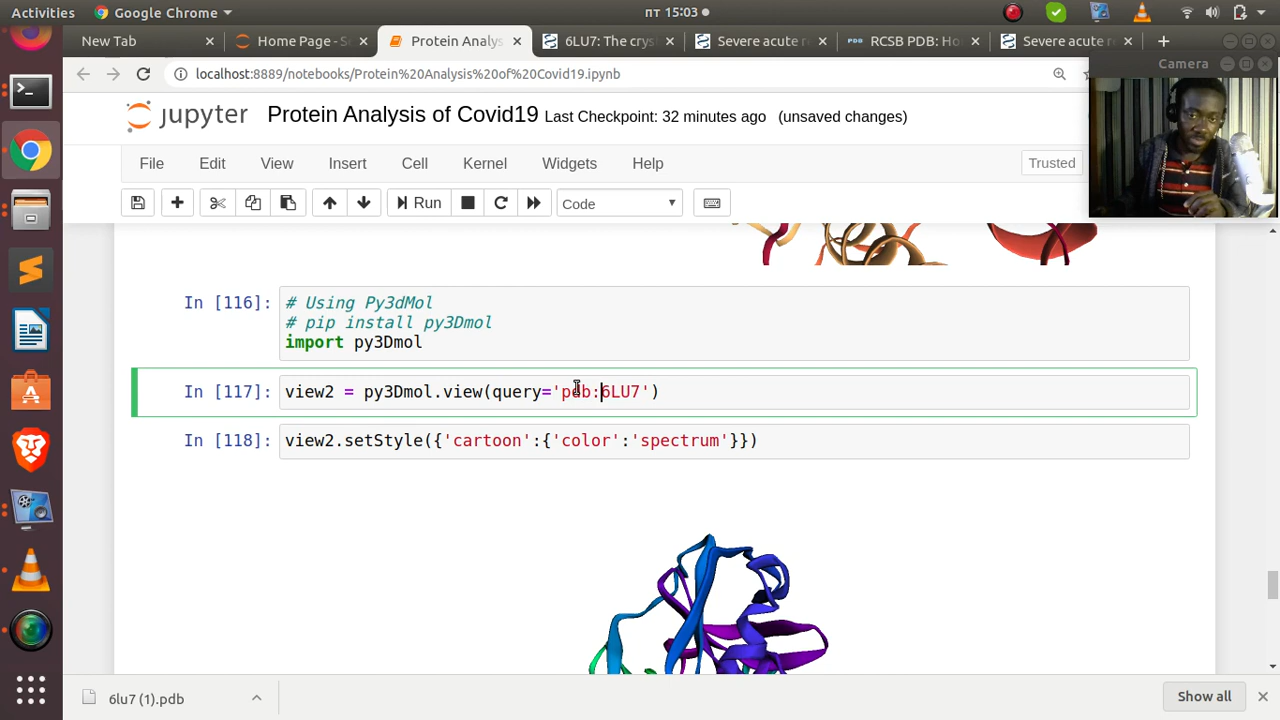 Activities
Google Chrome
пт 15:03
New Tab
Home Page - Se
Protein Analys
6LU7: The crys
Severe acute re
PDB
RCSB PDB: Ho
Severe acute re
localhost:8889/notebooks/Protein%20Analysis%20of%20Covid19.ipynb
Camera
jupyter
Protein Analysis of Covid19
Last Checkpoint: 32 minutes ago
(unsaved changes)
File
Edit
View
Insert
Cell
Kernel
Widgets
Help
Trusted
Run
Code
In [116]:
# Using Py3dMol
# pip install py3Dmol
import py3Dmol
In [117]:
view2 = py3Dmol.view(query='pdb:6LU7')
In [118]:
view2.setStyle({'cartoon':{'color':'spectrum'}})
6lu7 (1).pdb
Show all